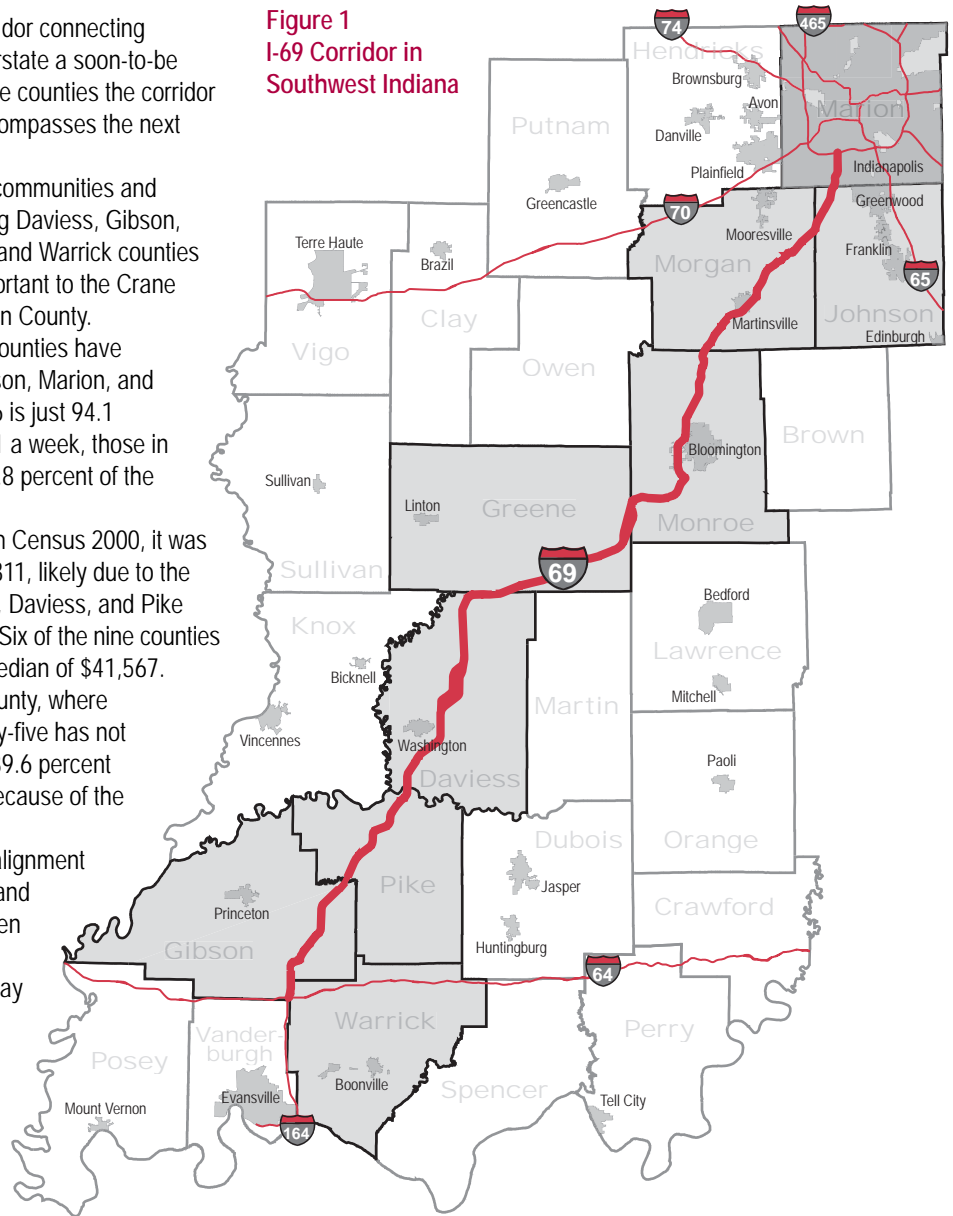 dor connecting
rstate a soon-to-be
e counties the corridor
compasses the next
communities and
g Daviess, Gibson,
and Warrick counties
ortant to the Crane
n County.
ounties have
son, Marion, and
is just 94.1
1 a week, those in
.8 percent of the
n Census 2000, it was
311, likely due to the
, Daviess, and Pike
Six of the nine counties
edian of $41,567.
ounty, where
y-five has not
39.6 percent
ecause of the
alignment
and
en
ay
Figure 1
I-69 Corridor in
Southwest Indiana
74
465
Hendricks
Brownsburg
Avon
Marion
Putnam
Danville
Plainfield
Indianapolis
Greencastle
70
Greenwood
Terre Haute
Mooresville
Franklin
Brazil
Morgan
65
Martinsville
Johnson
Clay
Edinburgh
Vigo
Owen
Brown
Bloomington
Sullivan
Linton
Greene
Monroe
Sullivan
69
Bedford
Knox
Lawrence
Bicknell
Mitchell
Martin
Vincennes
Washington
Paoli
Daviess
Dubois
Orange
Pike
Jasper
Princeton
Crawford
Huntingburg
Gibson
64
Warrick
Perry
Vander-
burgh
Posey
Boonville
Spencer
Evansville
Tell City
Mount Vernon
164